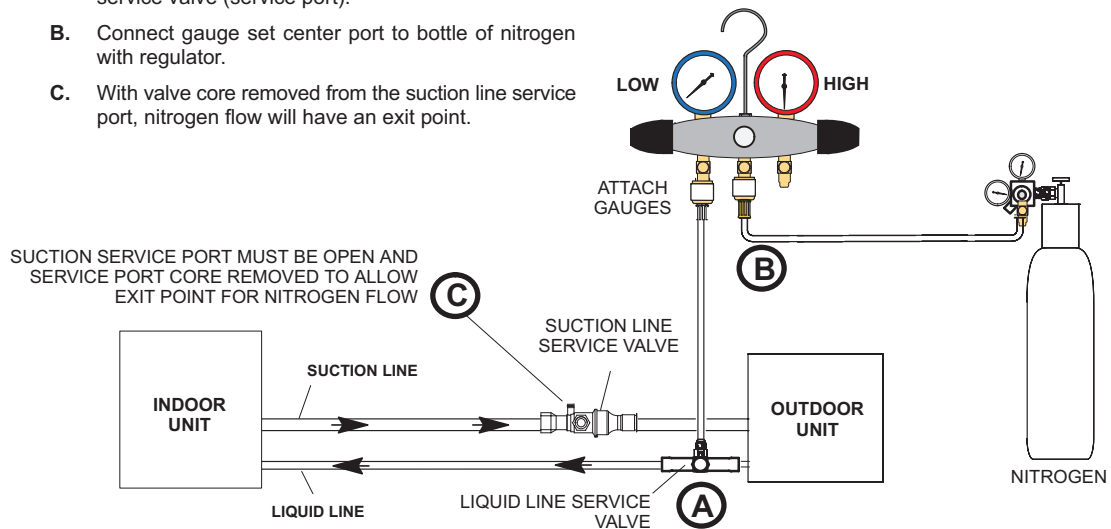 service valve (service port).
B. Connect gauge set center port to bottle of nitrogen
with regulator.
C. With valve core removed from the suction line service
port, nitrogen flow will have an exit point.
LOW
HIGH
ATTACH
GAUGES
B
SUCTION SERVICE PORT MUST BE OPEN AND
SERVICE PORT CORE REMOVED TO ALLOW
EXIT POINT FOR NITROGEN FLOW
C
SUCTION LINE
SERVICE VALVE
SUCTION LINE
INDOOR
UNIT
OUTDOOR
UNIT
NITROGEN
LIQUID LINE
LIQUID LINE SERVICE
VALVE
A